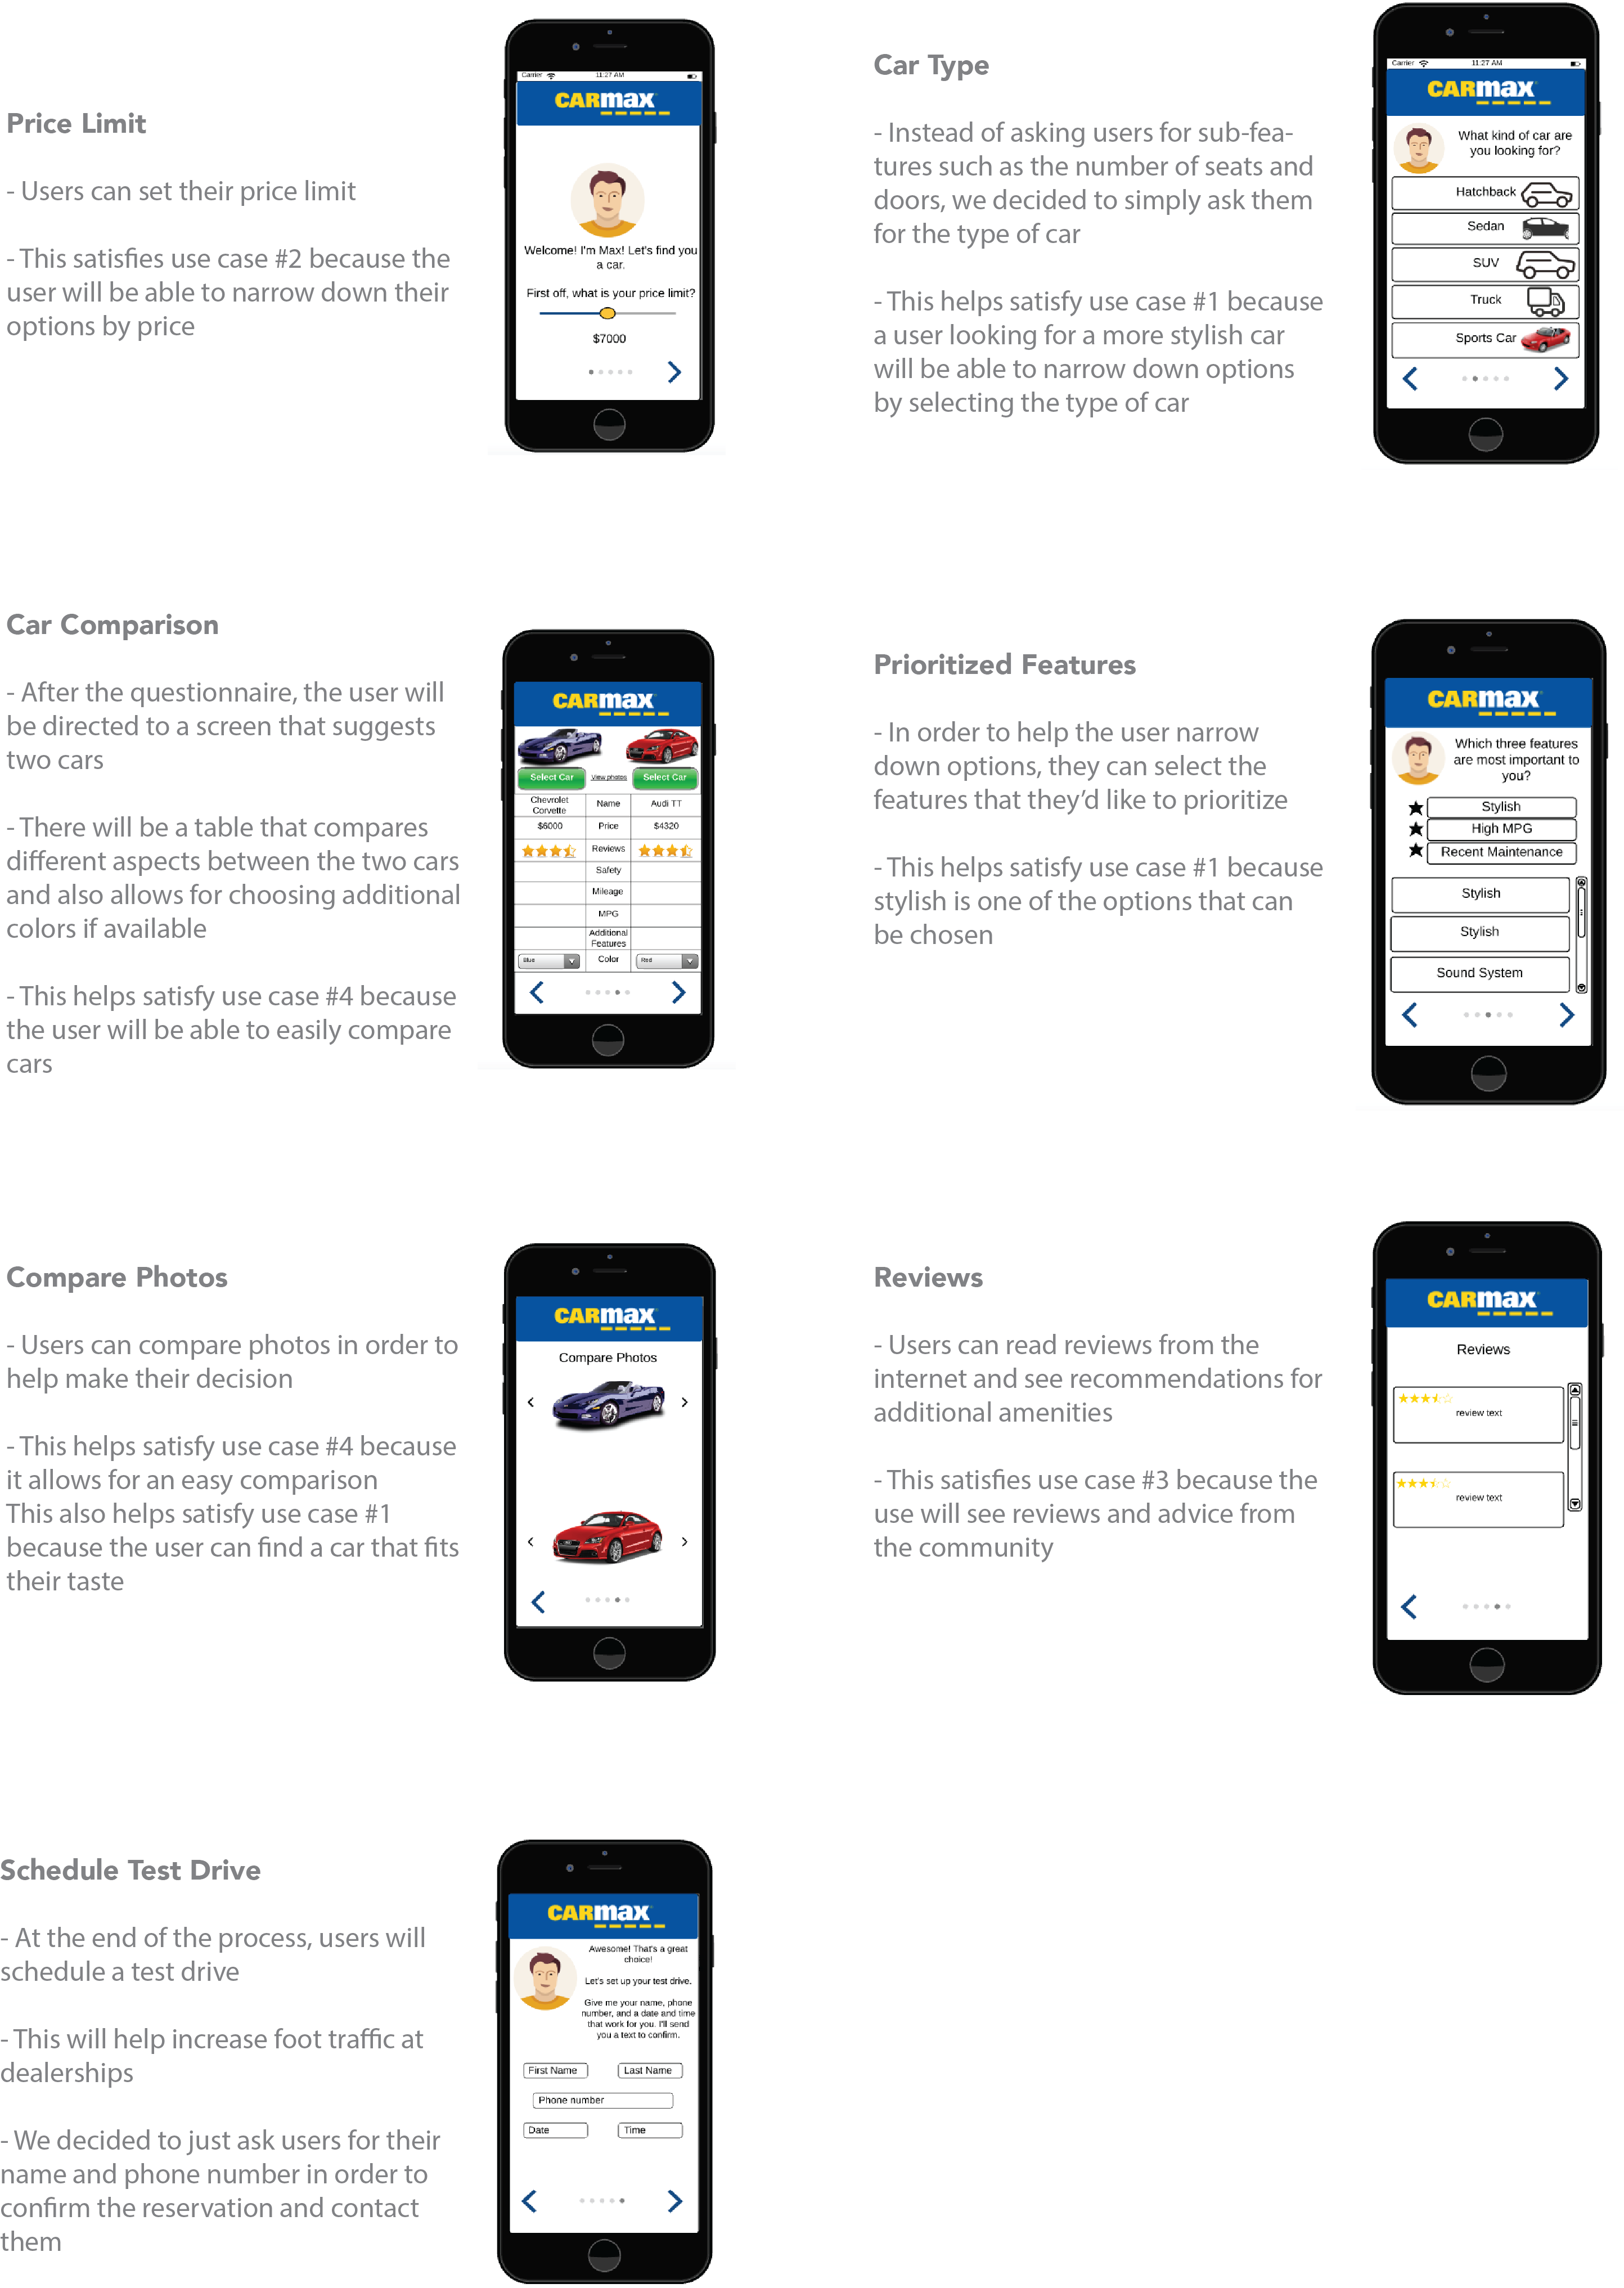 Price Limit
- Users can set their price limit
- This satisfies use case #2 because the
user will be able to narrow down their
options by price
Carrier
11:27 AM
CARMAX
Welcome! I'm Max! Let's find you
a car.
First off, what is your price limit?
$7000
Car Type
- Instead of asking users for sub-fea-
tures such as the number of seats and
doors, we decided to simply ask them
for the type of car
- This helps satisfy use case #1 because
a user looking for a more stylish car
will be able to narrow down options
by selecting the type of car
Carrier
11:27 AM
CARMAX
What kind of car are
you looking for?
Hatchback
Sedan
SUV
Truck
Sports Car
Car Comparison
- After the questionnaire, the user will
be directed to a screen that suggests
two cars
- There will be a table that compares
different aspects between the two cars
and also allows for choosing additional
colors if available
- This helps satisfy use case #4 because
the user will be able to easily compare
cars
CARMAX
Select Car View photos Select Car
Chevrolet
Corvette Name Audi TT
$6000 Price $4320
Reviews
Safety
Mileage
MPG
Additional
Features
Blue Color Red
Prioritized Features
- In order to help the user narrow
down options, they can select the
features that they'd like to prioritize
- This helps satisfy use case #1 because
stylish is one of the options that can
be chosen
CARMAX
Which three features
are most important to
you?
Stylish
High MPG
Recent Maintenance
Stylish
Stylish
Sound System
Compare Photos
- Users can compare photos in order to
help make their decision
- This helps satisfy use case #4 because
it allows for an easy comparison
This also helps satisfy use case #1
because the user can find a car that fits
their taste
CARMAX
Compare Photos
Reviews
- Users can read reviews from the
internet and see recommendations for
additional amenities
- This satisfies use case #3 because the
use will see reviews and advice from
the community
CARMAX
Reviews
review text
review text
Schedule Test Drive
- At the end of the process, users will
schedule a test drive
- This will help increase foot traffic at
dealerships
- We decided to just ask users for their
name and phone number in order to
confirm the reservation and contact
them
CARMAX
Awesome! That's a great
choice!
Let's set up your test drive.
Give me your name, phone
number, and a date and time
that work for you. I'll send
you a text to confirm.
First Name Last Name
Phone number
Date Time